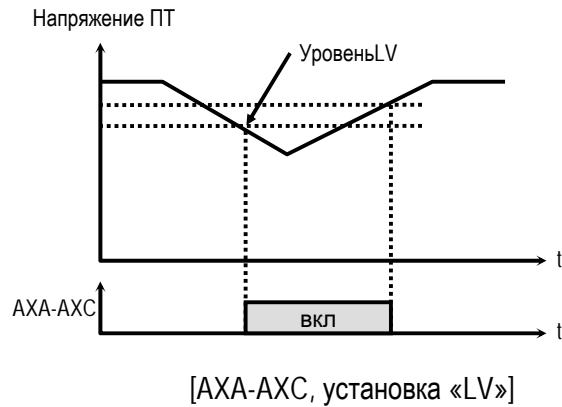 Напряжение ПТ
УровеньLV
t
AXA-AXC
вкл
t
[AXA-AXC, установка «LV»]